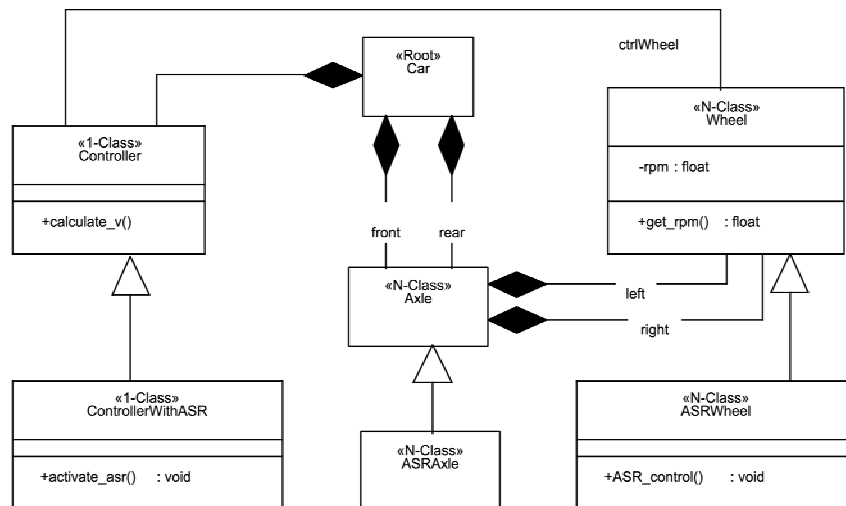 ctrlWheel
«Root»
Car
«N-Class»
Wheel
-rpm : float
+get_rpm() : float
«1-Class»
Controller
+calculate_v()
front rear
«N-Class»
Axle
left
right
«1-Class»
ControllerWithASR
+activate_asr() : void
«N-Class»
ASRAxle
«N-Class»
ASRWheel
+ASR_control() : void